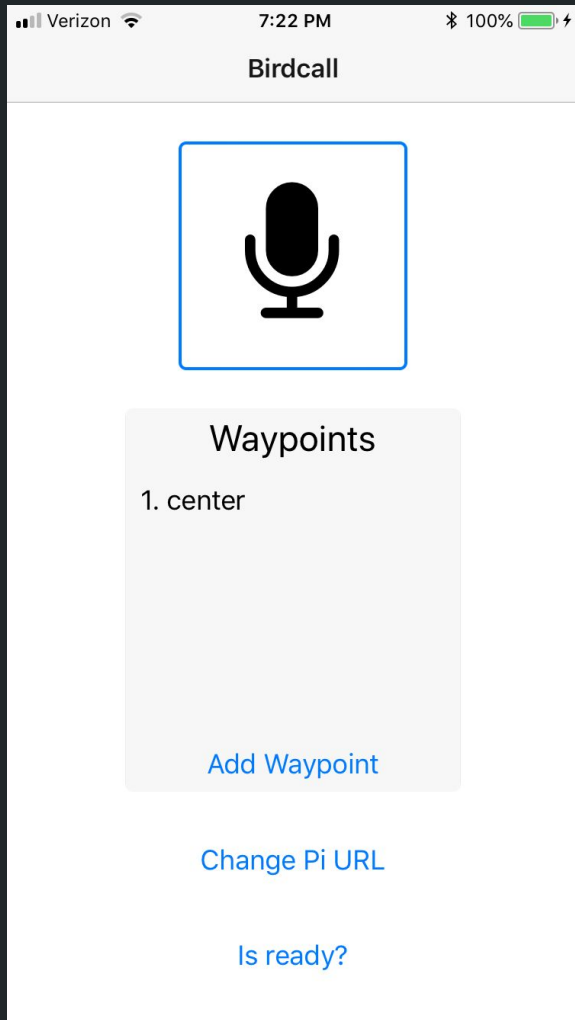 Verizon 7:22 PM 100%
Birdcall
Waypoints
1. center
Add Waypoint
Change Pi URL
Is ready?